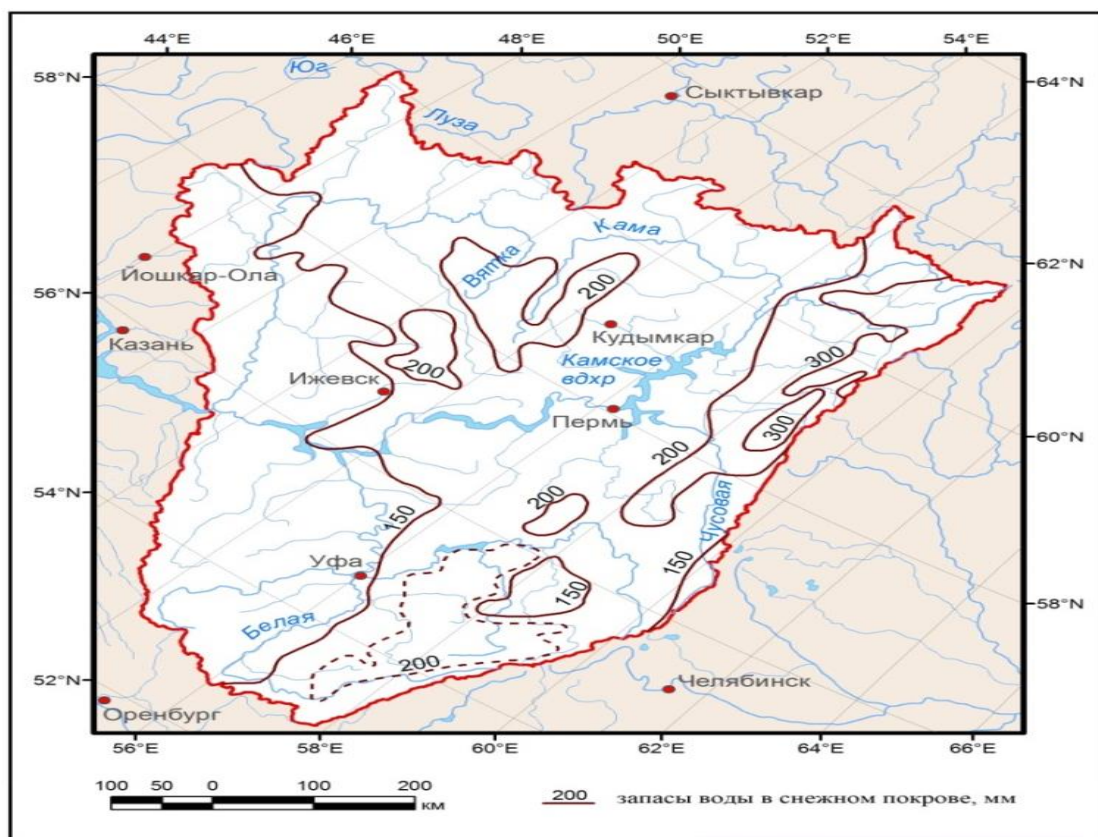 44°E 46°E 48°E 50°E 52°E 54°E
58°N
64°N
Юг
Сыктывкар
Луза
Кама
62°N
Йошкар-Ола
Вятка
200
56°N
Казань
Кудымкар
Камское
вдхр
300
200
Ижевск
Пермь
300
60°N
200
54°N
200
150
Чусовая
Уфа
150
150
58°N
Белая
200
52°N
Челябинск
Оренбург
56°E 58°E 60°E 62°E 64°E 66°E
100 50 0 100 200
км
200 запасы воды в снежном покрове, мм